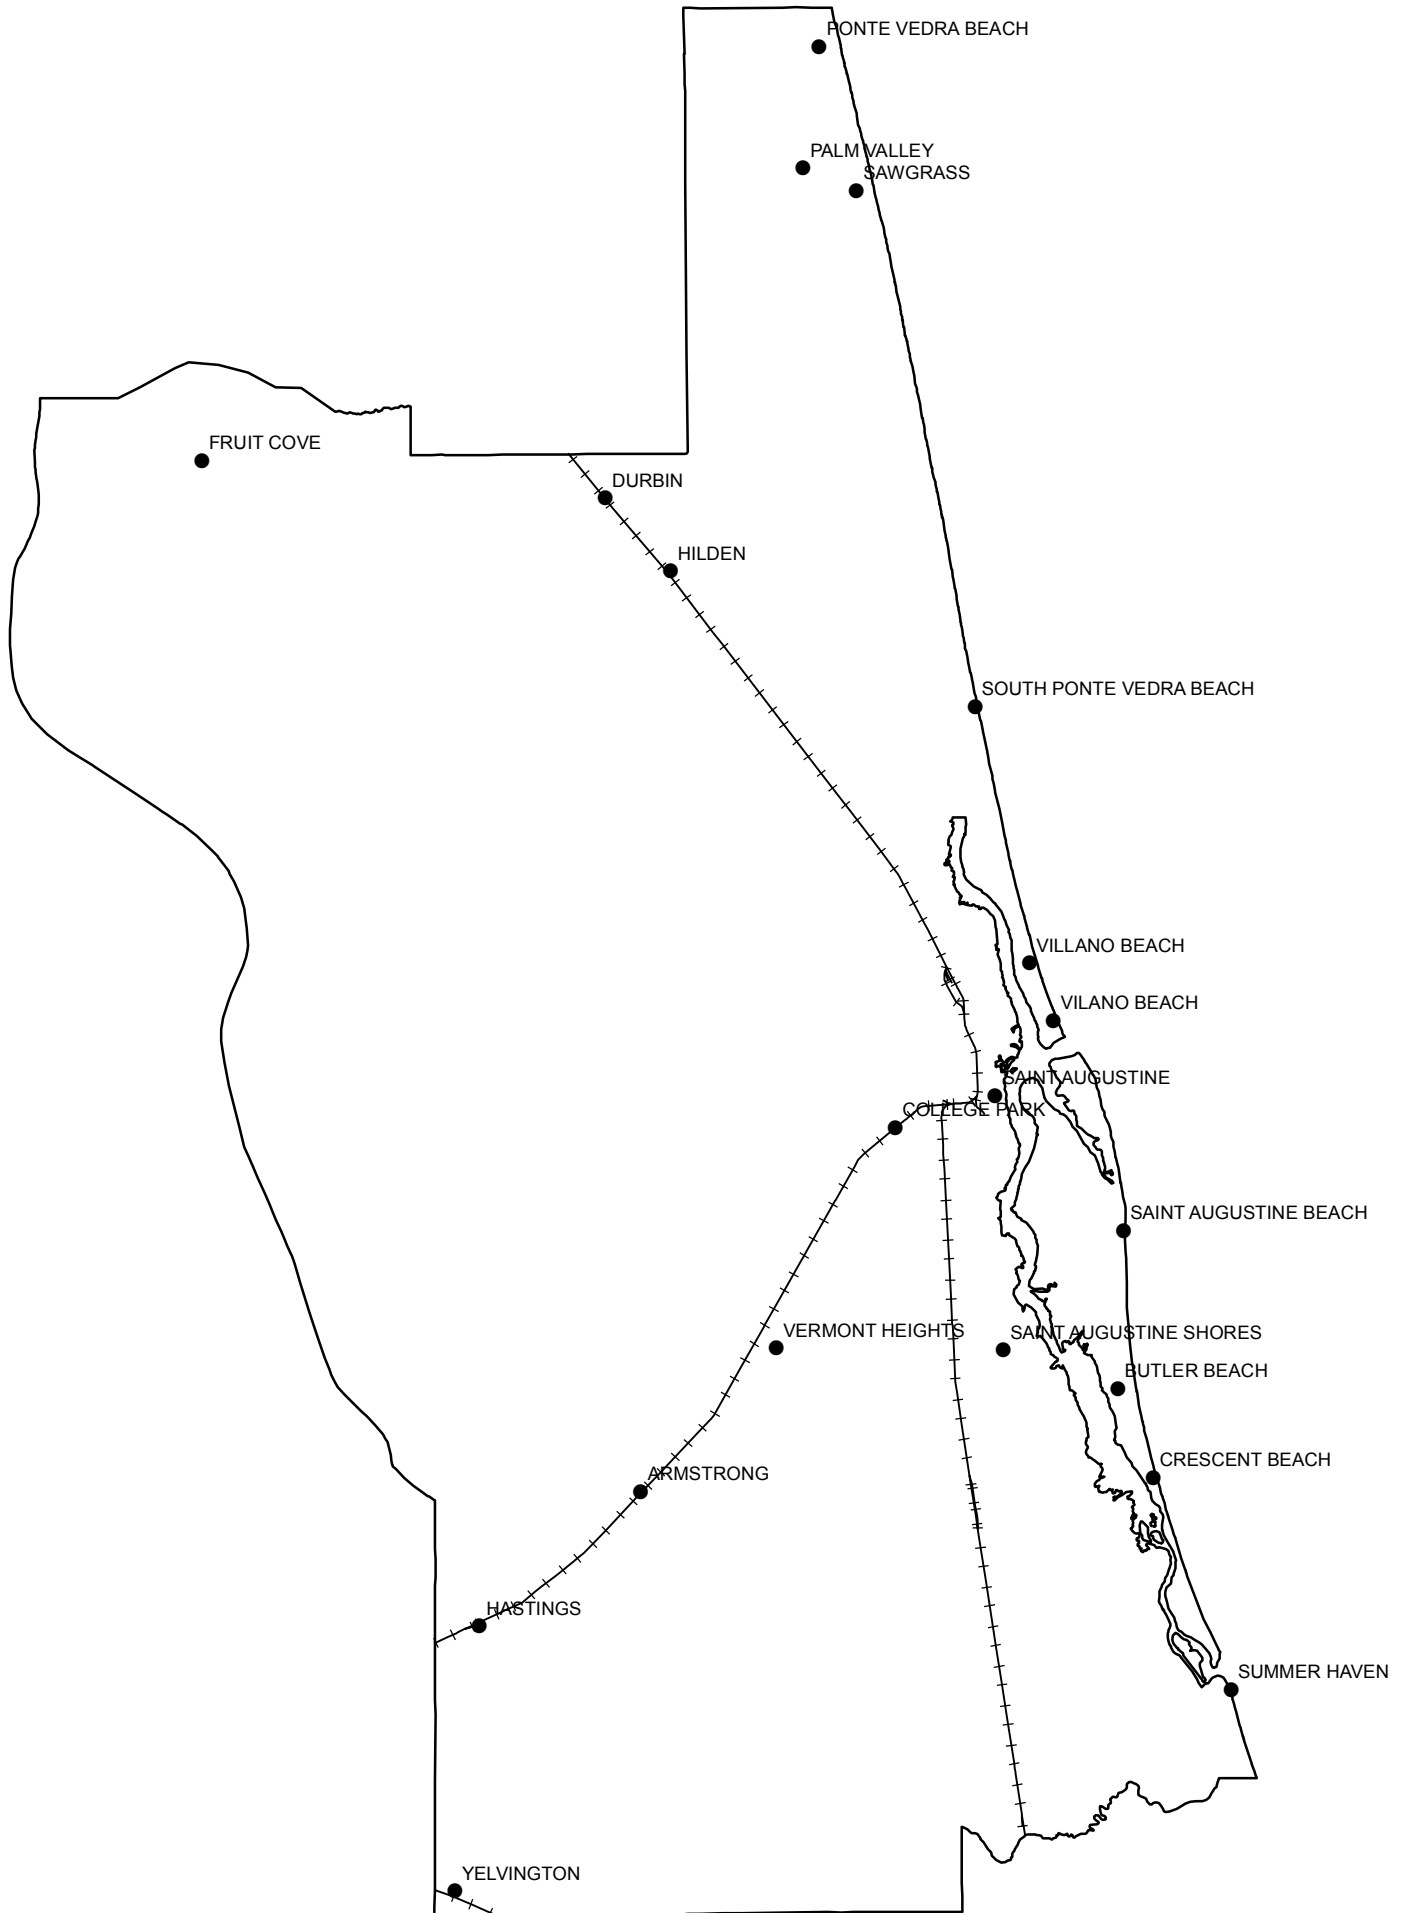 PONTE VEDRA BEACH
PALM VALLEY
SAWGRASS
FRUIT COVE
DURBIN
HILDEN
SOUTH PONTE VEDRA BEACH
VILLANO BEACH
VILANO BEACH
SAINT AUGUSTINE
COLLEGE PARK
SAINT AUGUSTINE BEACH
VERMONT HEIGHTS
SAINT AUGUSTINE SHORES
BUTLER BEACH
CRESCENT BEACH
ARMSTRONG
HASTINGS
SUMMER HAVEN
YELVINGTON